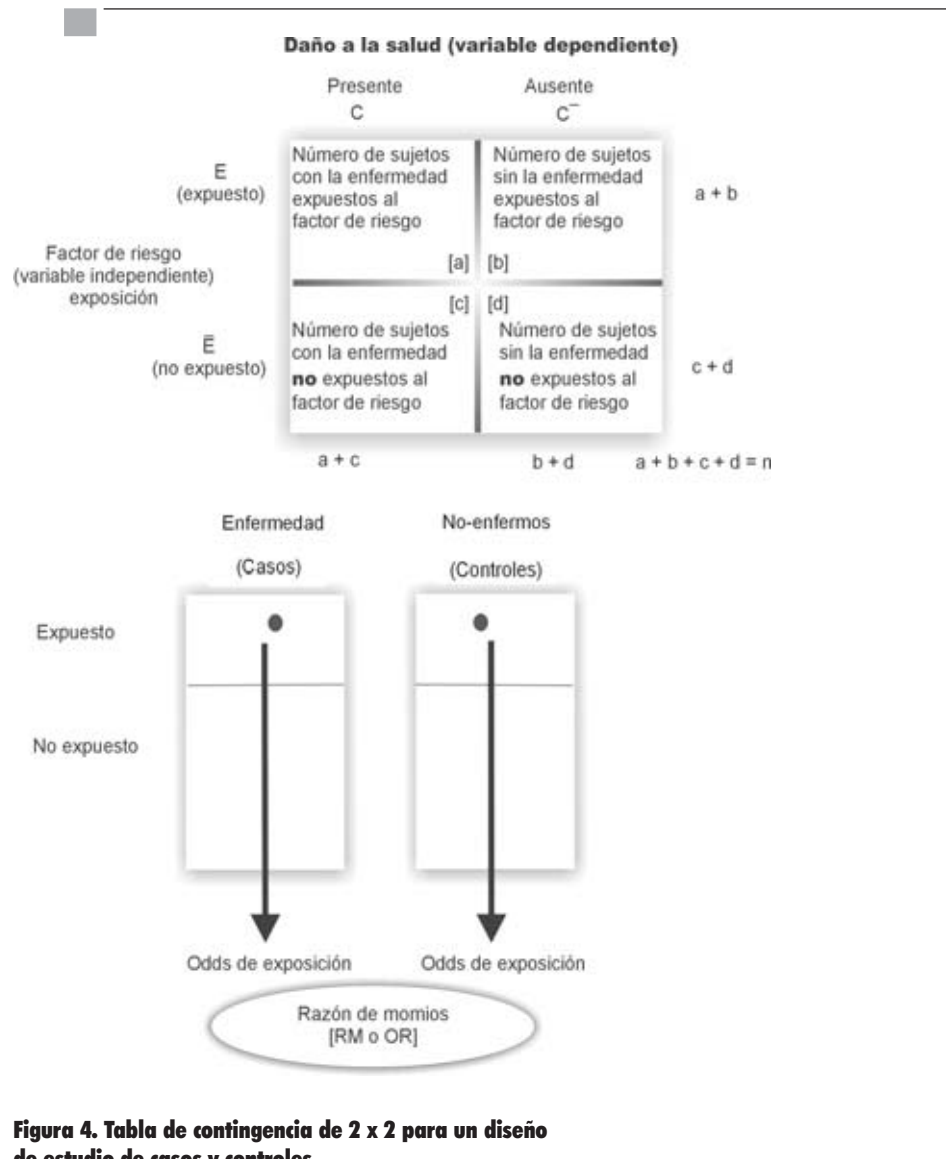 Daño a la salud (variable dependiente)
Presente
C
Ausente
C̅
E
(expuesto)
Número de sujetos
con la enfermedad
expuestos al
factor de riesgo
[a]
Número de sujetos
sin la enfermedad
expuestos al
factor de riesgo
[b]
a + b
Factor de riesgo
(variable independiente)
exposición
E̅
(no expuesto)
[c]
Número de sujetos
con la enfermedad
no expuestos al
factor de riesgo
[d]
Número de sujetos
sin la enfermedad
no expuestos al
factor de riesgo
c + d
a + c
b + d
a + b + c + d = n
Enfermedad
(Casos)
No-enfermos
(Controles)
Expuesto
No expuesto
Odds de exposición
Odds de exposición
Razón de momios
[RM o OR]
Figura 4. Tabla de contingencia de 2 x 2 para un diseño
de estudio de casos y controles